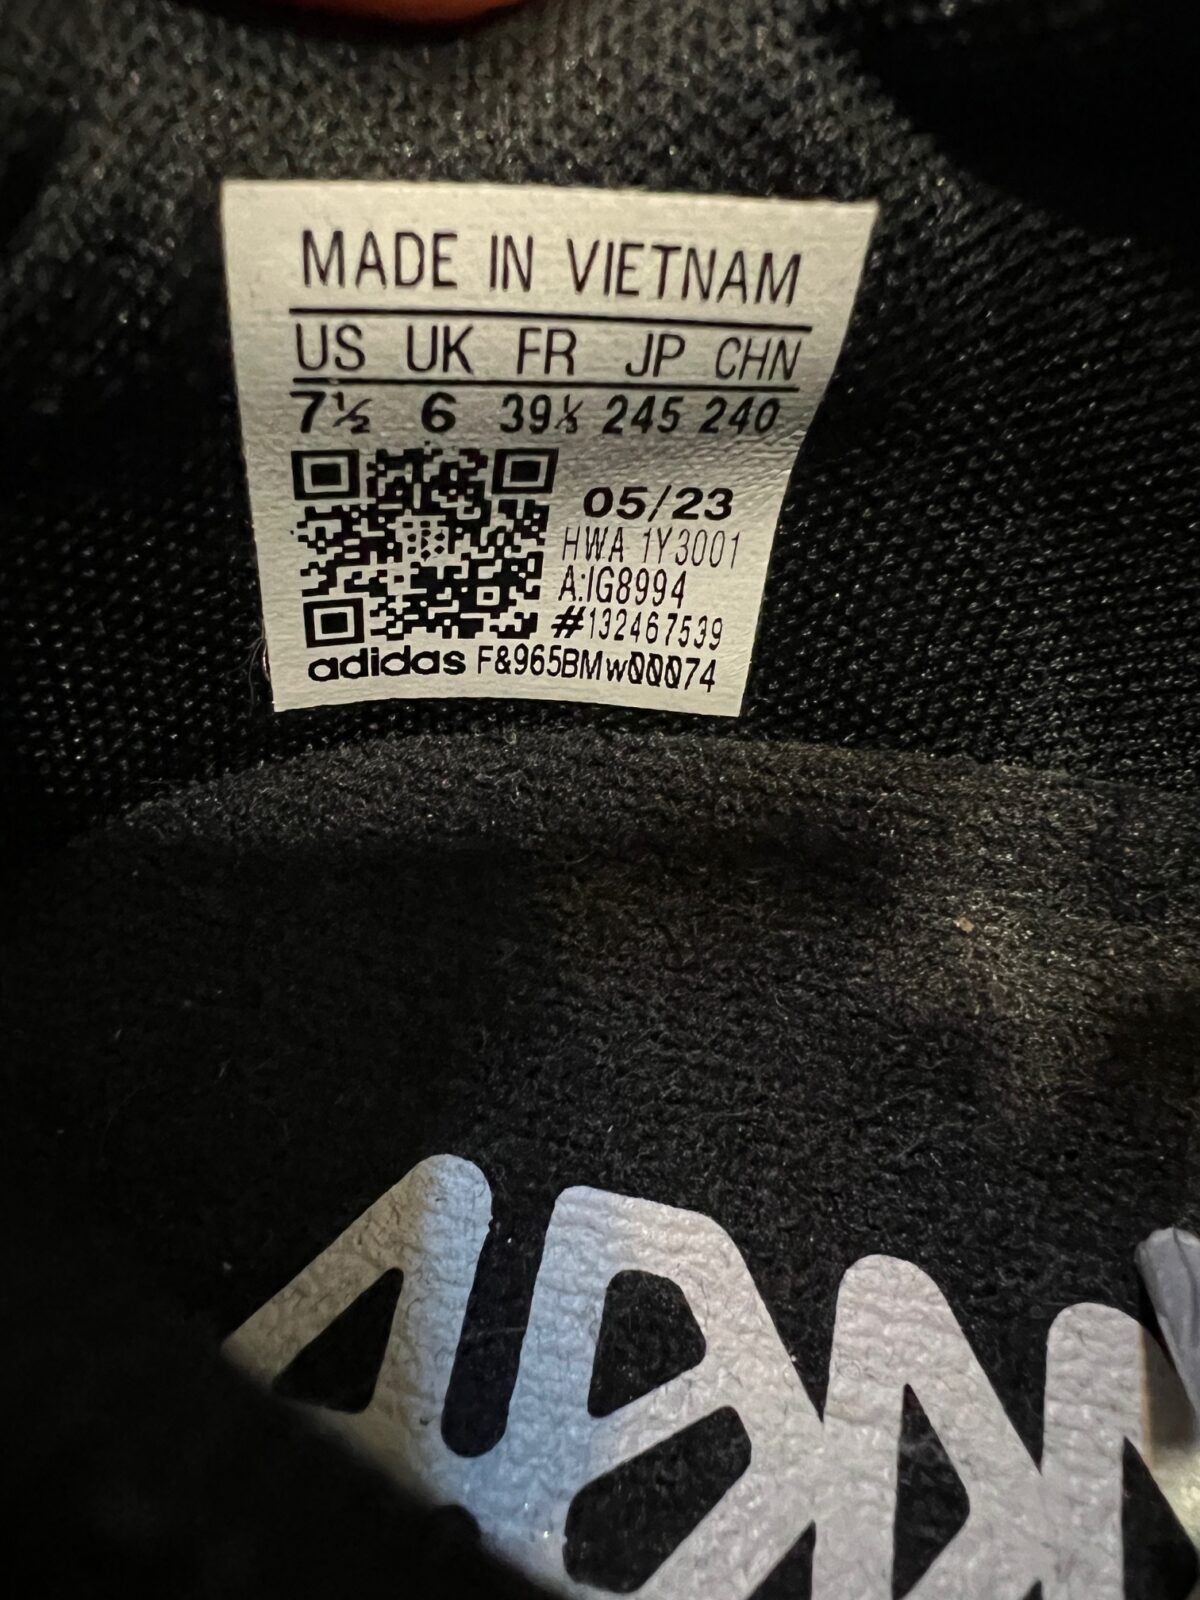 MADE IN VIETNAM
US UK FR JP CHN
7½ 6 39⅓ 245 240
05/23
HWA 1Y3001
A:IG8994
#132467539
adidas F&965BMw00074